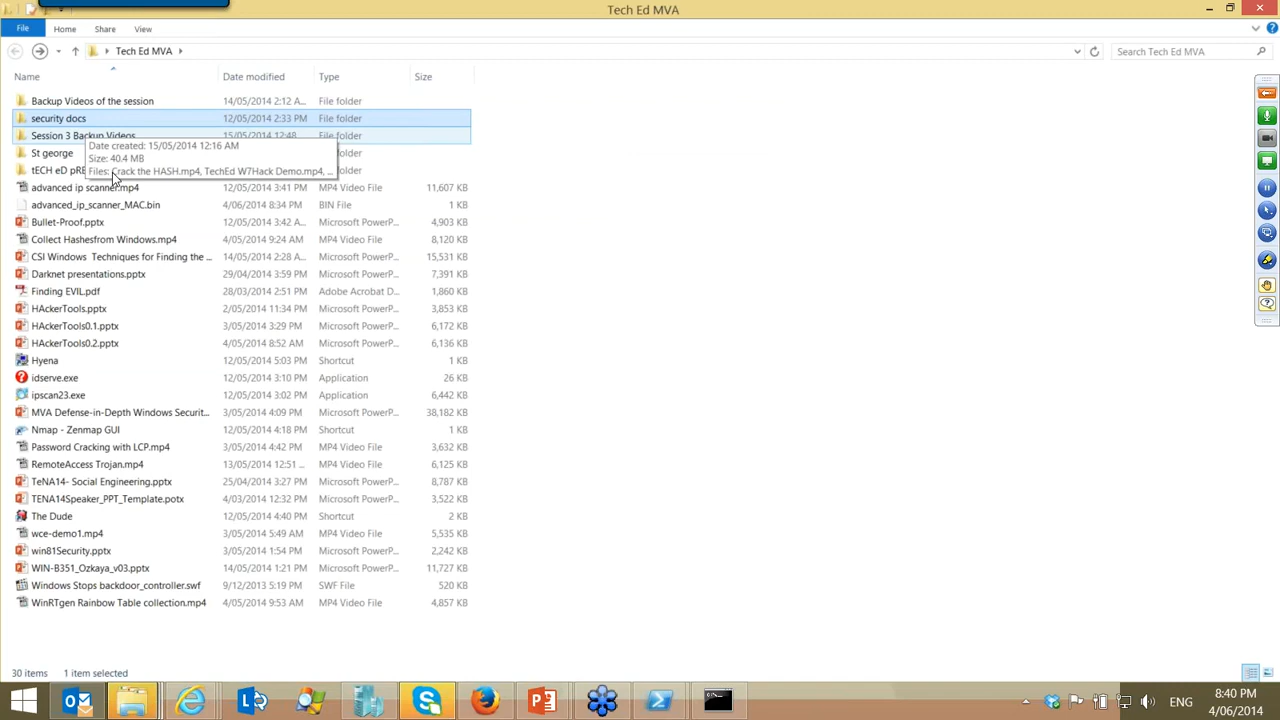 Tech Ed MVA
File Home Share View
Tech Ed MVA
Search Tech Ed MVA
Name Date modified Type Size
Backup Videos of the session 14/05/2014 2:12 A... File folder
security docs 12/05/2014 2:33 PM File folder
Session 3 Backup Videos 15/05/2014 12:48 File folder
Date created: 15/05/2014 12:16 AM
St george folder
Size: 40.4 MB
Files: Crack the HASH.mp4, TechEd W7Hack Demo.mp4, ...
tECH eD pRE folder
advanced ip scanner.mp4 12/05/2014 3:41 PM MP4 Video File 11,607 KB
advanced_ip_scanner_MAC.bin 4/06/2014 8:34 PM BIN File 1 KB
Bullet-Proof.pptx 12/05/2014 3:42 PM Microsoft PowerP... 4,903 KB
Collect Hashesfrom Windows.mp4 4/05/2014 9:24 AM MP4 Video File 8,120 KB
CSI Windows Techniques for Finding the ... 14/05/2014 2:28 A... Microsoft PowerP... 15,531 KB
Darknet presentations.pptx 29/04/2014 3:59 PM Microsoft PowerP... 7,391 KB
Finding EVIL.pdf 28/03/2014 2:51 PM Adobe Acrobat D... 1,860 KB
HAckerTools.pptx 2/05/2014 11:34 PM Microsoft PowerP... 3,853 KB
HAckerTools0.1.pptx 3/05/2014 3:29 PM Microsoft PowerP... 6,172 KB
HAckerTools0.2.pptx 4/05/2014 8:52 AM Microsoft PowerP... 6,136 KB
Hyena 12/05/2014 5:03 PM Shortcut 1 KB
idserve.exe 12/05/2014 3:10 PM Application 26 KB
ipscan23.exe 12/05/2014 3:02 PM Application 6,442 KB
MVA Defense-in-Depth Windows Securit... 3/05/2014 4:09 PM Microsoft PowerP... 38,182 KB
Nmap - Zenmap GUI 12/05/2014 4:18 PM Shortcut 1 KB
Password Cracking with LCP.mp4 3/05/2014 4:42 PM MP4 Video File 3,632 KB
RemoteAccess Trojan.mp4 13/05/2014 12:51 ... MP4 Video File 6,125 KB
TeNA14- Social Engineering.pptx 25/04/2014 3:27 PM Microsoft PowerP... 8,787 KB
TENA14Speaker_PPT_Template.potx 4/03/2014 12:32 PM Microsoft PowerP... 3,522 KB
The Dude 12/05/2014 4:40 PM Shortcut 2 KB
wce-demo1.mp4 3/05/2014 5:49 AM MP4 Video File 5,535 KB
win81Security.pptx 3/05/2014 1:54 PM Microsoft PowerP... 2,242 KB
WIN-B351_Ozkaya_v03.pptx 14/05/2014 1:21 PM Microsoft PowerP... 11,727 KB
Windows Stops backdoor_controller.swf 9/12/2013 5:19 PM SWF File 520 KB
WinRTgen Rainbow Table collection.mp4 4/05/2014 9:53 AM MP4 Video File 4,857 KB
30 items 1 item selected
ENG
8:40 PM
4/06/2014